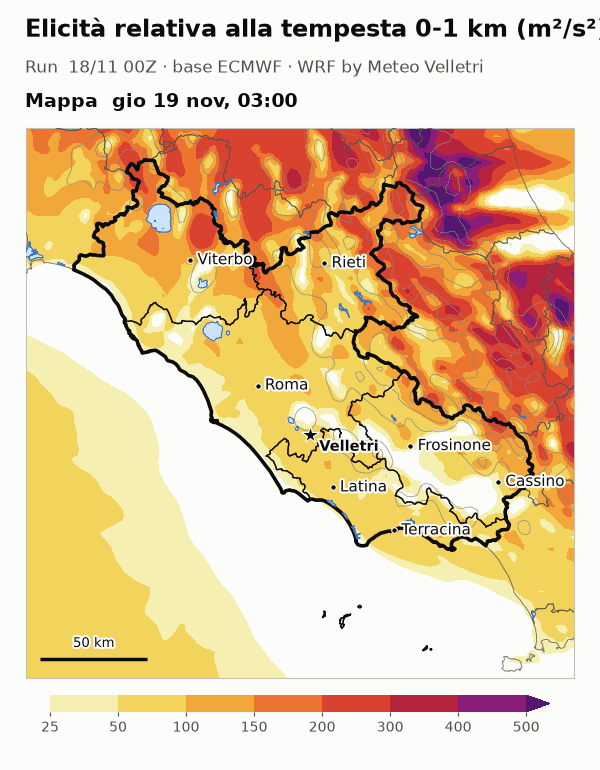 Elicità relativa alla tempesta 0-1 km (m²/s²)
Run  18/11 00Z · base ECMWF · WRF by Meteo Velletri
Mappa  gio 19 nov, 03:00
Viterbo
Rieti
Roma
Velletri
Frosinone
Latina
Cassino
Terracina
50 km
25 50 100 150 200 300 400 500